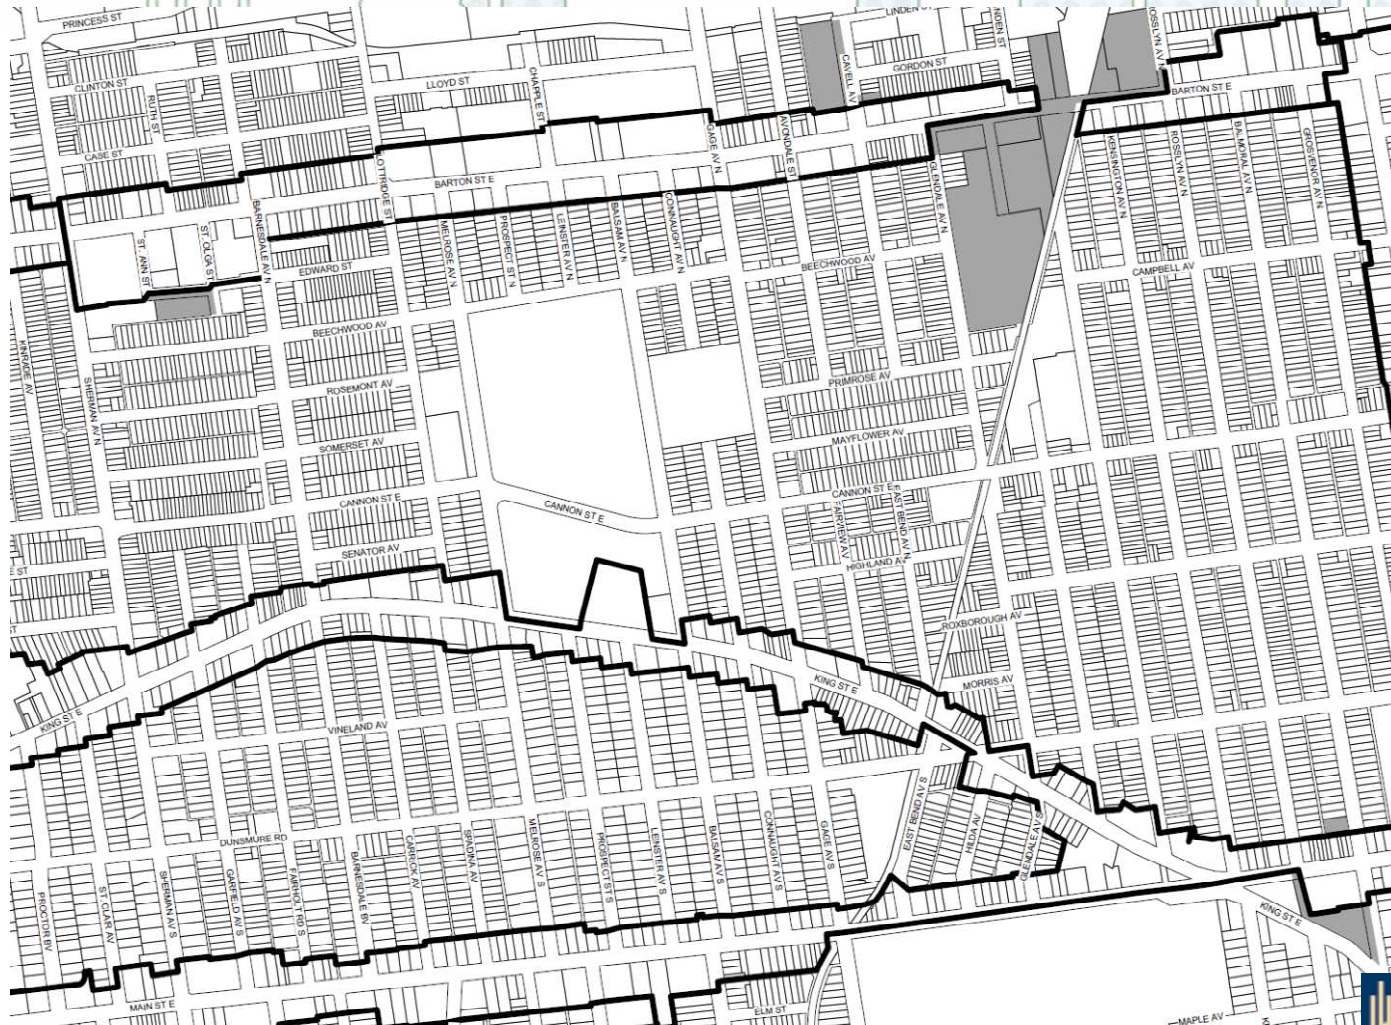 PRINCESS ST
LINDEN ST
ROSSLYN AV N
CLINTON ST
LLOYD ST
CHAPPLE ST
CAVELL AV
GORDON ST
RUTH ST
BARTON ST E
CASE ST
GAGE AV N
AVONDALE ST
LOTTRIDGE ST
BARTON ST E
GLENDALE AV N
KENSINGTON AV N
ROSSLYN AV N
BALMORAL AV N
GROSVENOR AV N
BARNESDALE AV N
ST. ANN ST
ST. OLGA ST
MELROSE AV N
PROSPECT ST N
LEINSTER AV N
BALSAM AV N
CONNAUGHT AV N
EDWARD ST
BEECHWOOD AV
CAMPBELL AV
BEECHWOOD AV
KINRADE AV
SHERMAN AV N
ROSEMONT AV
PRIMROSE AV
SOMERSET AV
MAYFLOWER AV
CANNON ST E
CANNON ST E
CANNON ST E
FAIRVIEW AV
EAST BEND AV N
SENATOR AV
HIGHLAND AV
ST
ROXBOROUGH AV
MORRIS AV
KING ST E
KING ST E
VINELAND AV
DUNSMURE RD
EAST BEND AV S
HILDA AV
GLENDALE AV S
PROCTOR BV
ST. CLAIR AV
SHERMAN AV S
GARFIELD AV S
FAIRHOLT RD S
BARNESDALE BV
GARRICK AV
SPADINA AV
MELROSE AV S
PROSPECT ST S
LEINSTER AV S
BALSAM AV S
CONNAUGHT AV S
GAGE AV S
KING ST E
MAIN ST E
ELM ST
MAPLE AV